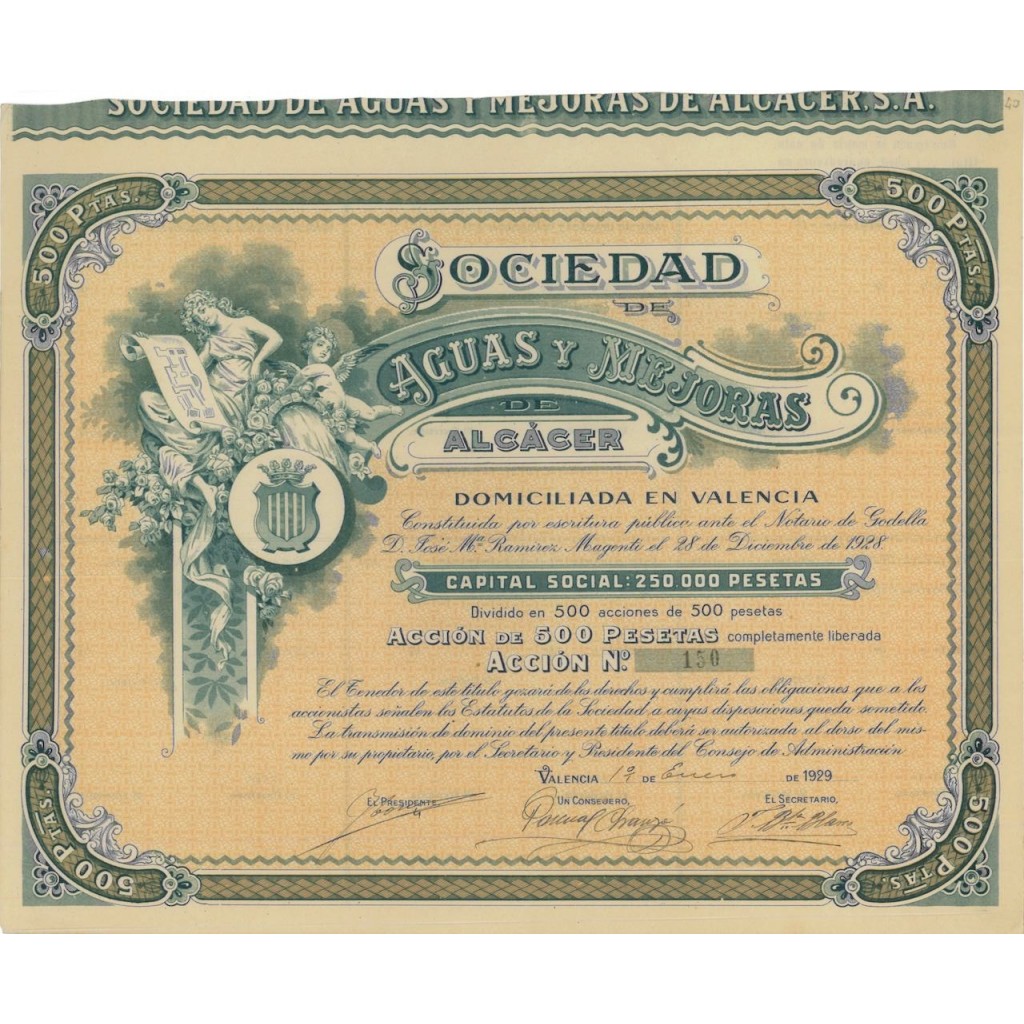 SOCIEDAD DE AGUAS Y MEJORAS DE ALCÁCER, S.A.
40
500 PTAS.
500 PTAS.
SOCIEDAD
DE
AGUAS Y MEJORAS
DE
ALCÁCER
DOMICILIADA EN VALENCIA
Constituida por escritura pública ante el Notario de Godella
D. José Mª Ramirez Magenti el 28 de Diciembre de 1928
CAPITAL SOCIAL: 250.000 PESETAS
Dividido en 500 acciones de 500 pesetas
ACCIÓN DE 500 PESETAS completamente liberada
ACCIÓN Nº 150
El Tenedor de este título gozará de los derechos y cumplirá las obligaciones que a los
accionistas señalen los Estatutos de la Sociedad, a cuyas disposiciones queda sometido.
La transmisión de dominio del presente título deberá ser autorizada al dorso del mis-
mo por su propietario, por el Secretario y Presidente del Consejo de Administración
VALENCIA 1º DE Enero DE 1929
EL PRESIDENTE, UN CONSEJERO, EL SECRETARIO,
Pascual
500 PTAS.
500 PTAS.